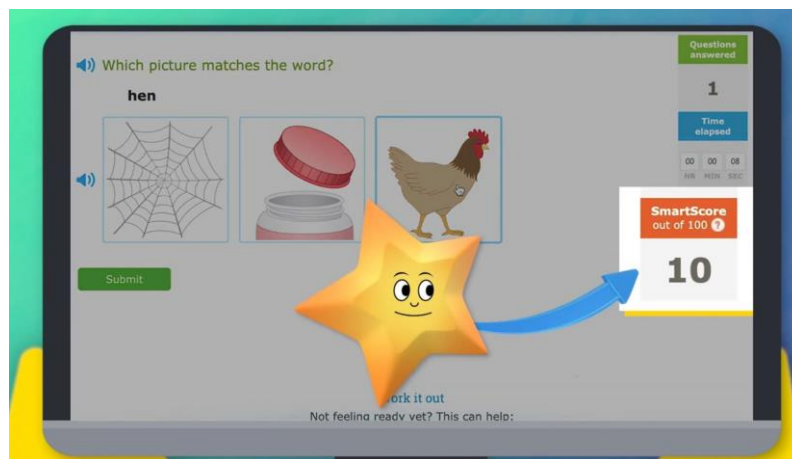 Which picture matches the word?
hen
Submit
ork it out
Not feeling ready yet? This can help:
Questions
answered
1
Time
elapsed
00 00 08
HR MIN SEC
SmartScore
out of 100 ?
10